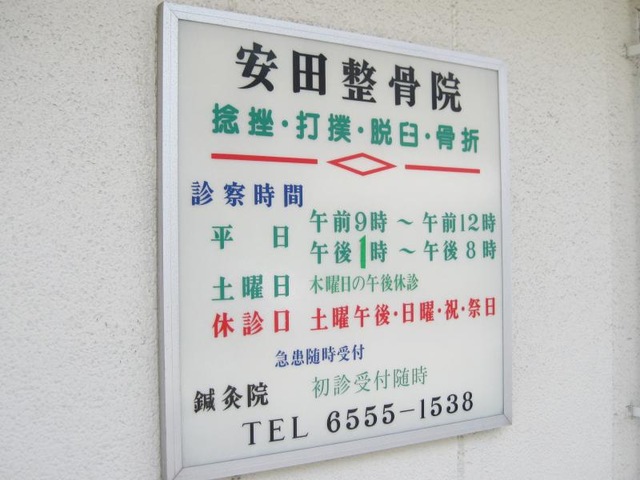 安田整骨院
捻挫・打撲・脱臼・骨折
診察時間
平日 午前9時～午前12時
午後1時～午後8時
土曜日 木曜日の午後休診
休診日 土曜午後・日曜・祝・祭日
急患随時受付
鍼灸院 初診受付随時
TEL 6555-1538